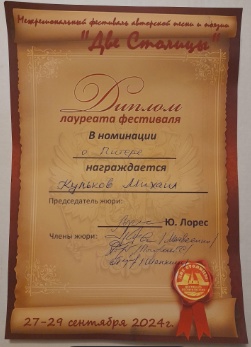 Межрегиональный фестиваль авторской песни и поэзии
"Две Столицы"
Диплом
лауреата фестиваля
В номинации
о Питере
награждается
Кульков Михаил
Председатель жюри:
Ю. Лорес
Члены жюри:
27-29 сентября 2024г.